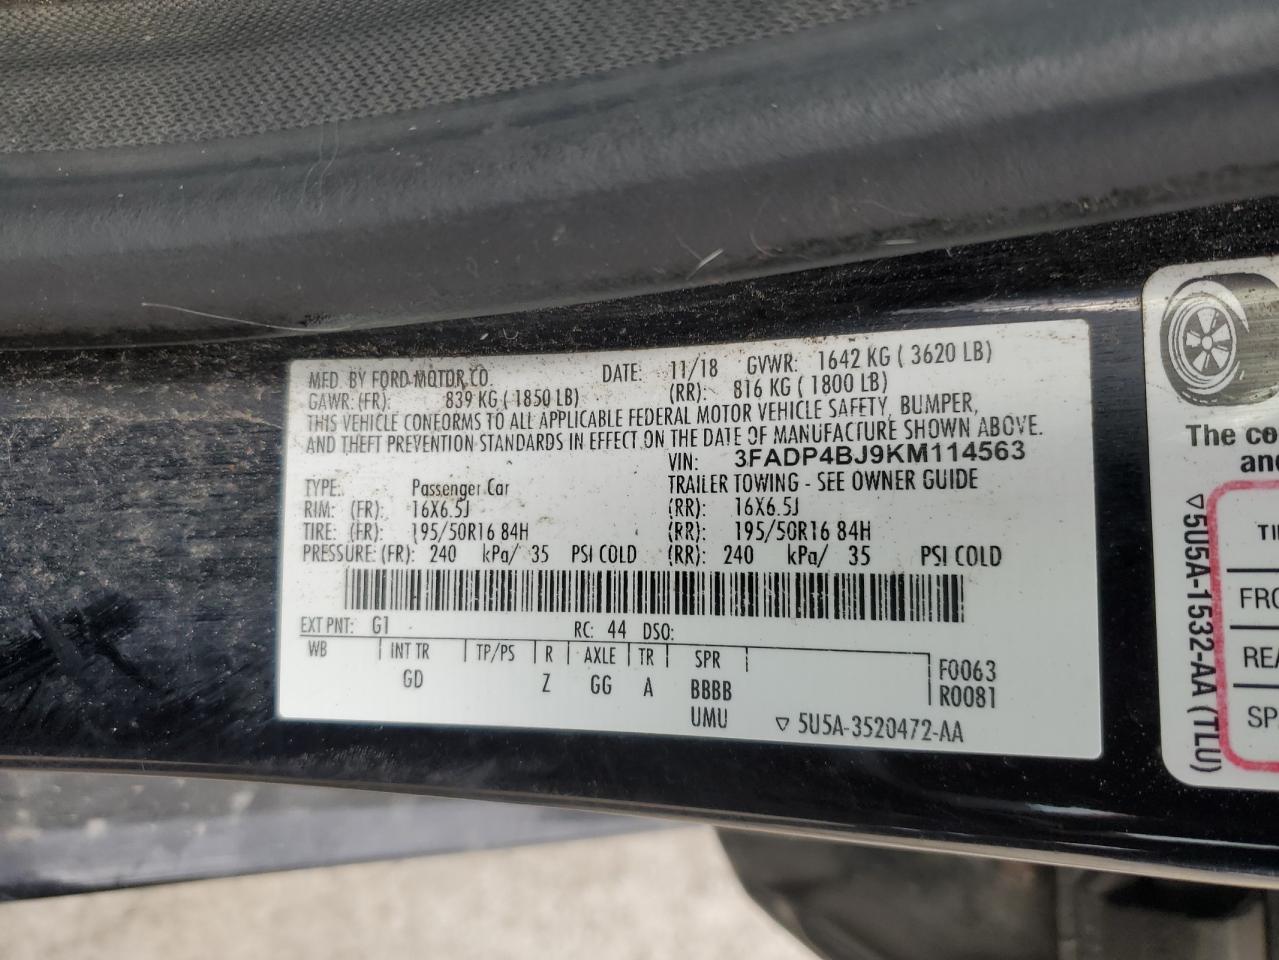 MFD. BY FORD MOTOR CO. DATE: 11/18 GVWR: 1642 KG ( 3620 LB)
GAWR: (FR): 839 KG ( 1850 LB) (RR): 816 KG ( 1800 LB)
THIS VEHICLE CONFORMS TO ALL APPLICABLE FEDERAL MOTOR VEHICLE SAFETY, BUMPER,
AND THEFT PREVENTION STANDARDS IN EFFECT ON THE DATE OF MANUFACTURE SHOWN ABOVE.
VIN: 3FADP4BJ9KM114563
TYPE: Passenger Car TRAILER TOWING - SEE OWNER GUIDE
RIM: (FR): 16X6.5J (RR): 16X6.5J
TIRE: (FR): 195/50R16 84H (RR): 195/50R16 84H
PRESSURE: (FR): 240 kPa/ 35 PSI COLD (RR): 240 kPa/ 35 PSI COLD
EXT PNT: G1 RC: 44 DSO:
WB INT TR TP/PS R AXLE TR SPR F0063
GD Z GG A BBBB R0081
UMU 5U5A-3520472-AA
The co
and
5U5A-1532-AA (TLU)
TI
FRO
REA
SP